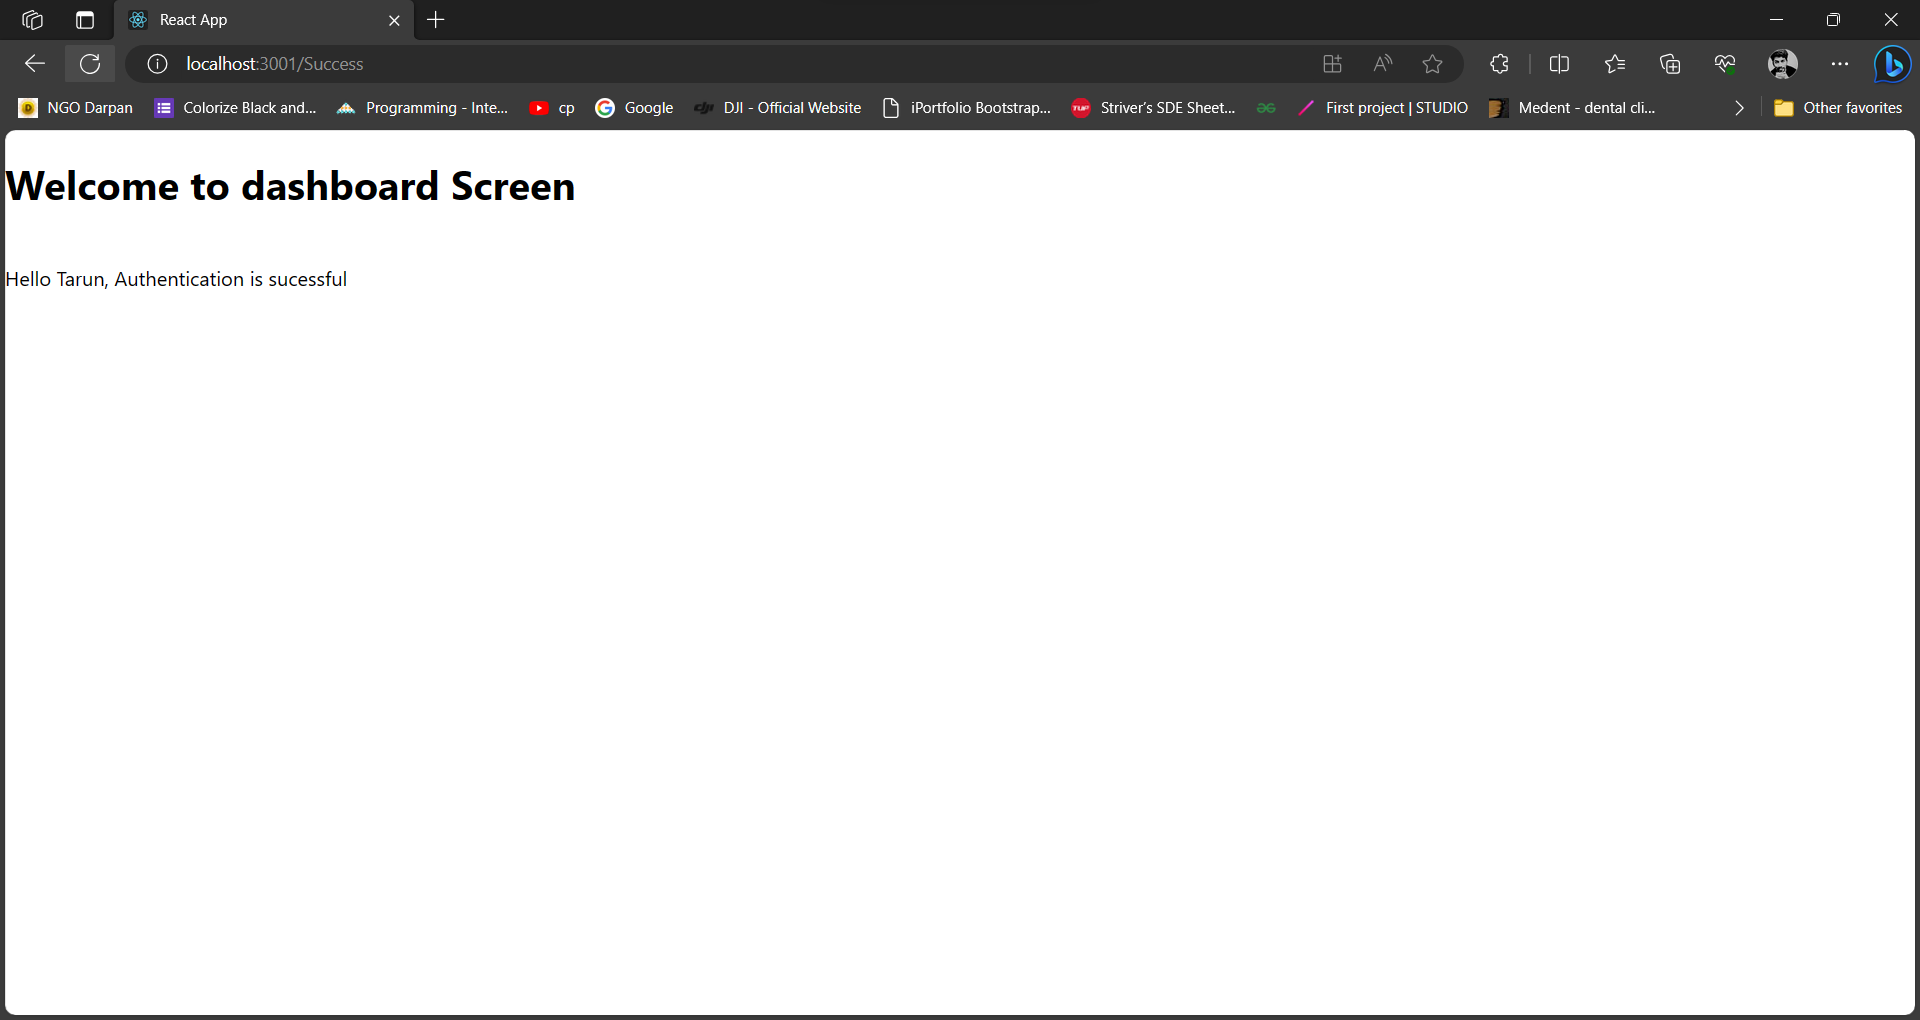 React App
localhost:3001/Success
NGO Darpan
Colorize Black and...
Programming - Inte...
cp
Google
DJI - Official Website
iPortfolio Bootstrap...
Striver's SDE Sheet...
First project | STUDIO
Medent - dental cli...
Other favorites
Welcome to dashboard Screen
Hello Tarun, Authentication is sucessful